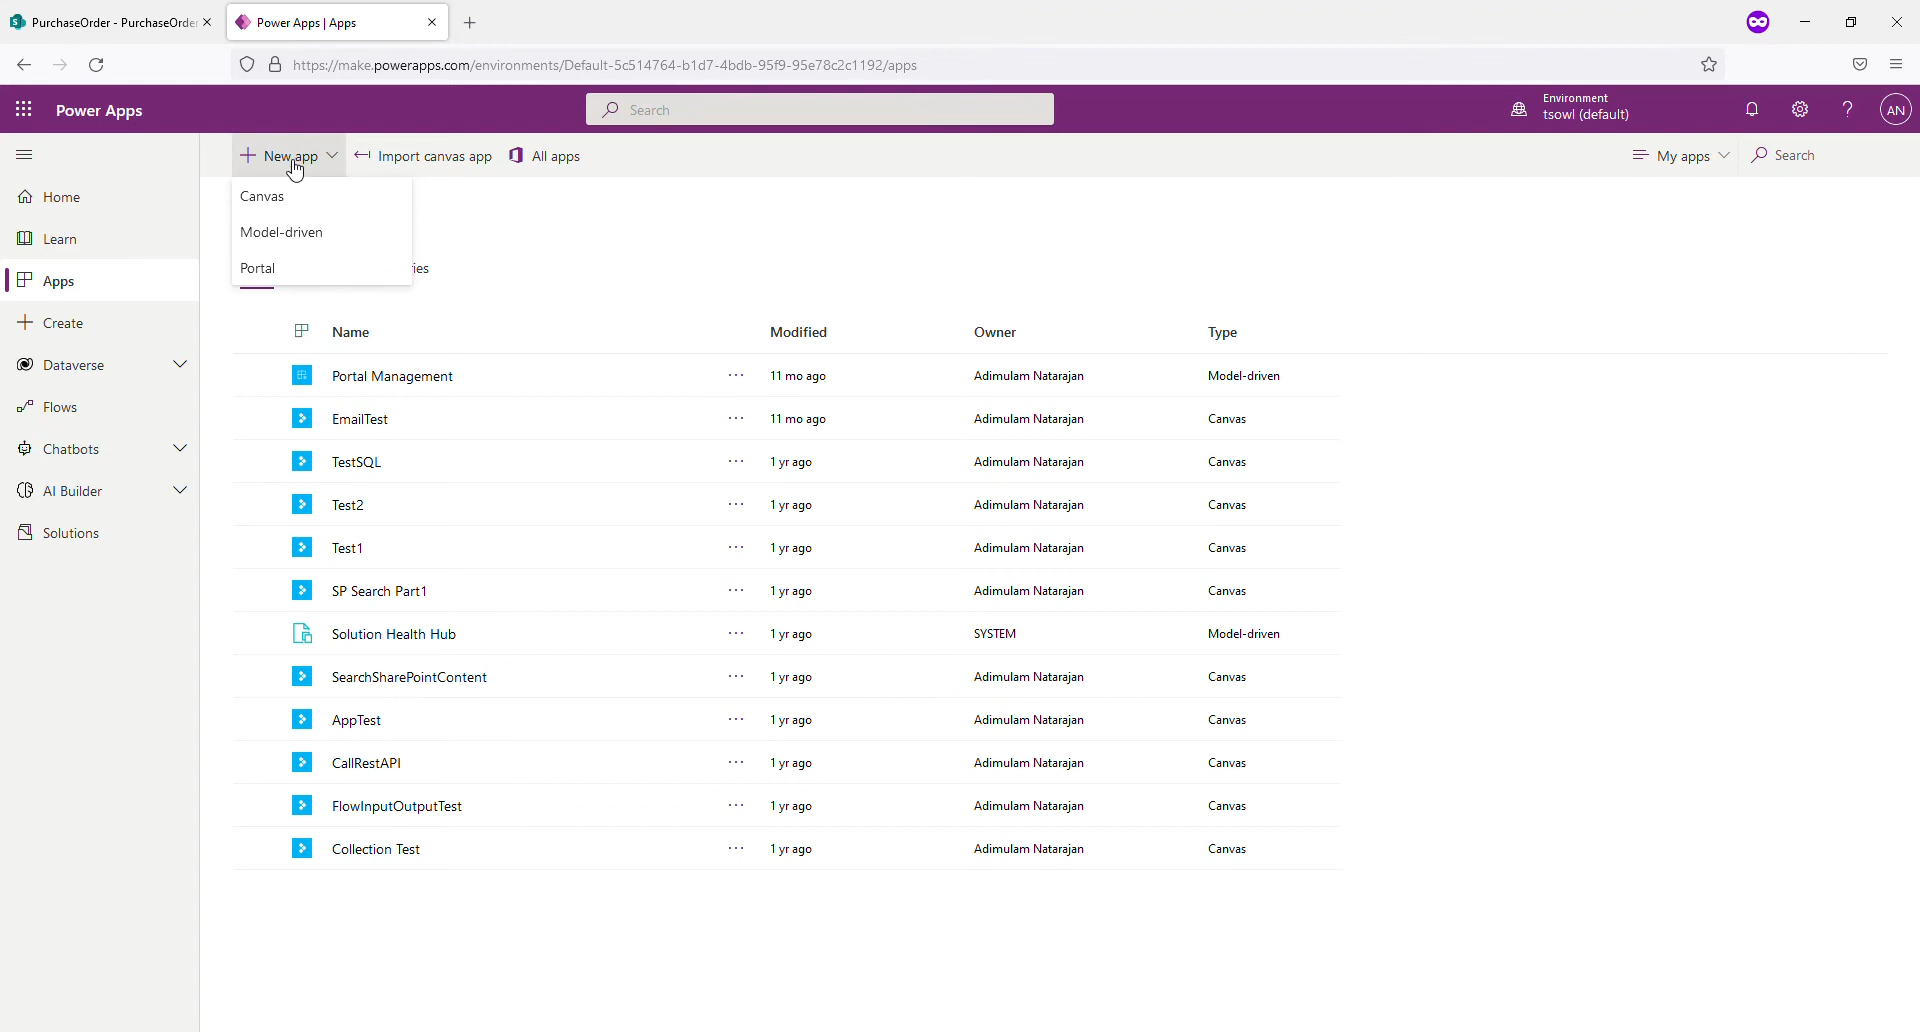 PurchaseOrder - PurchaseOrder
Power Apps | Apps
https://make.powerapps.com/environments/Default-5c514764-b1d7-4bdb-95f9-95e78c2c1192/apps
Power Apps
Search
Environment
tsowl (default)
AN
New app
Import canvas app
All apps
My apps
Search
Home
Learn
Apps
Create
Dataverse
Flows
Chatbots
AI Builder
Solutions
Canvas
Model-driven
Portal
ies
Name Modified Owner Type
Portal Management ... 11 mo ago Adimulam Natarajan Model-driven
EmailTest ... 11 mo ago Adimulam Natarajan Canvas
TestSQL ... 1 yr ago Adimulam Natarajan Canvas
Test2 ... 1 yr ago Adimulam Natarajan Canvas
Test1 ... 1 yr ago Adimulam Natarajan Canvas
SP Search Part1 ... 1 yr ago Adimulam Natarajan Canvas
Solution Health Hub ... 1 yr ago SYSTEM Model-driven
SearchSharePointContent ... 1 yr ago Adimulam Natarajan Canvas
AppTest ... 1 yr ago Adimulam Natarajan Canvas
CallRestAPI ... 1 yr ago Adimulam Natarajan Canvas
FlowInputOutputTest ... 1 yr ago Adimulam Natarajan Canvas
Collection Test ... 1 yr ago Adimulam Natarajan Canvas